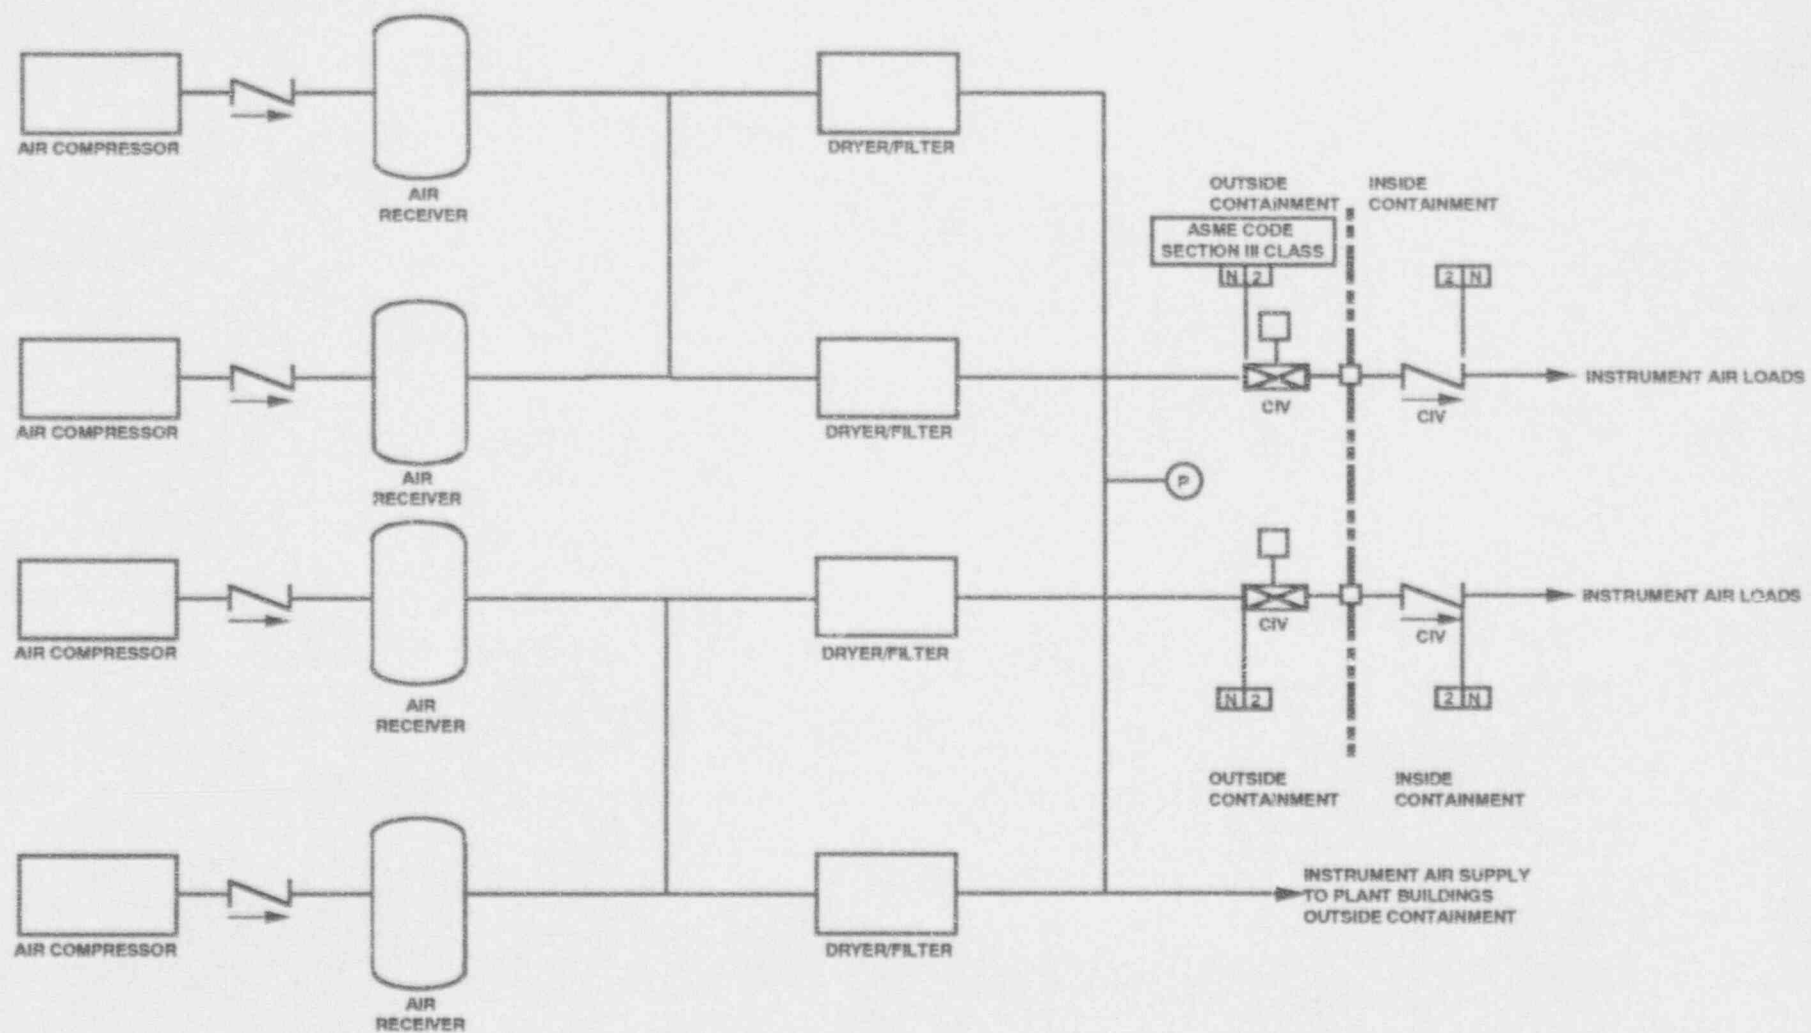 AIR COMPRESSOR
AIR
RECEIVER
DRYER/FILTER
OUTSIDE
CONTAINMENT
INSIDE
CONTAINMENT
ASME CODE
SECTION III CLASS
N 2
2 N
AIR COMPRESSOR
AIR
RECEIVER
DRYER/FILTER
CIV
CIV
INSTRUMENT AIR LOADS
P
AIR COMPRESSOR
AIR
RECEIVER
DRYER/FILTER
CIV
CIV
INSTRUMENT AIR LOADS
N 2
2 N
OUTSIDE
CONTAINMENT
INSIDE
CONTAINMENT
AIR COMPRESSOR
AIR
RECEIVER
DRYER/FILTER
INSTRUMENT AIR SUPPLY
TO PLANT BUILDINGS
OUTSIDE CONTAINMENT